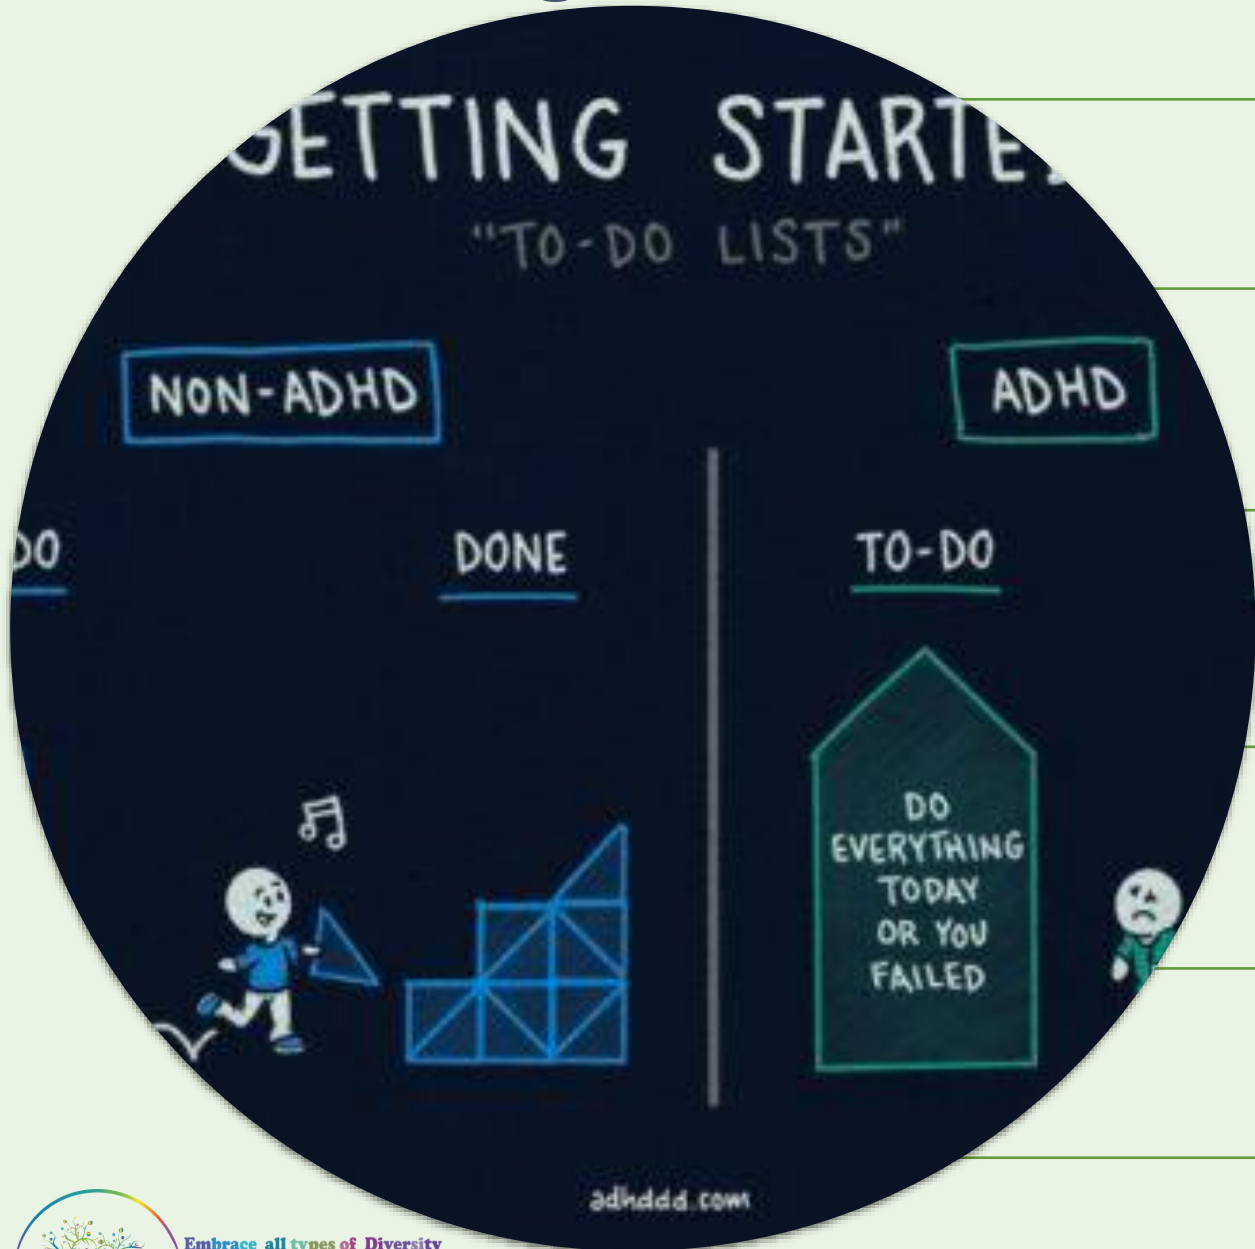 GETTING STARTE
"TO-DO LISTS"
NON-ADHD
ADHD
DO
DONE
TO-DO
DO
EVERYTHING
TODAY
OR YOU
FAILED
adhddd.com
Embrace all types of Diversity